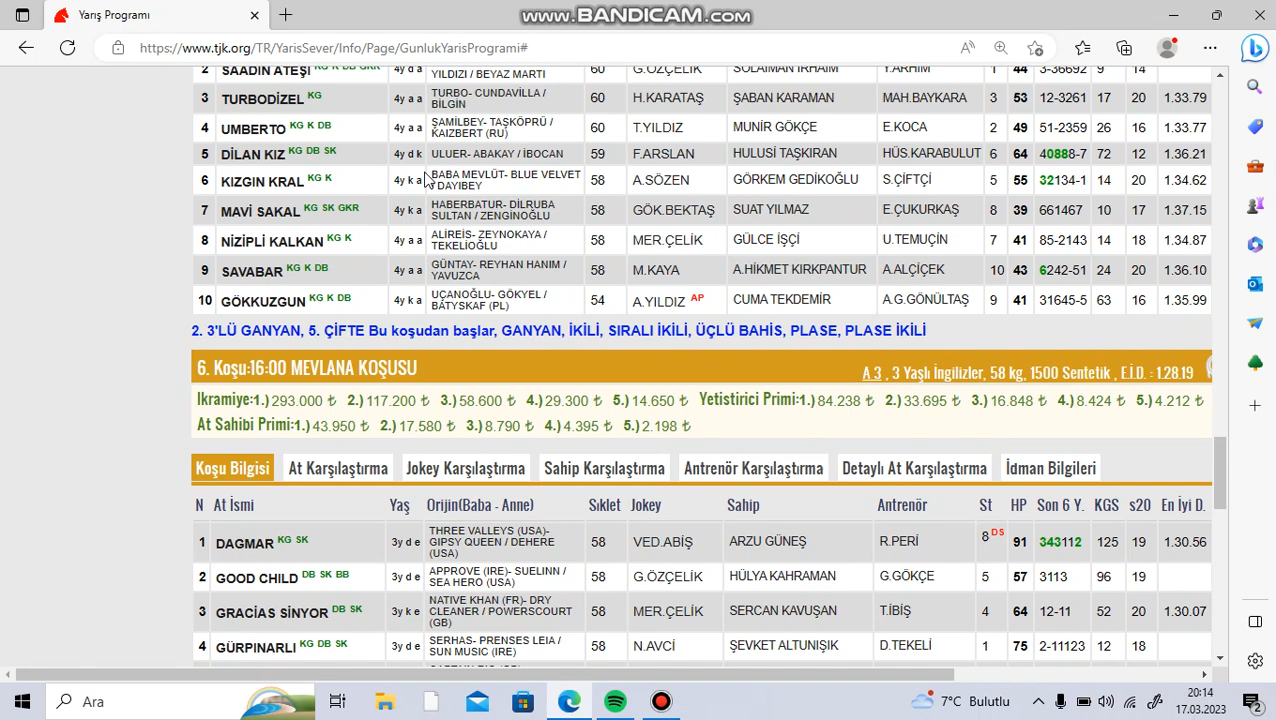 www.BANDICAM.com
Yarış Programı
https://www.tjk.org/TR/YarisSever/Info/Page/GunlukYarisProgrami#
2 SAADIN ATEŞİ KG K DB GKR 4y d a YILDIZI / BEYAZ MARTI 60 G.ÖZÇELİK SOLAIMAN IRHAIM Y.ARHIM 1 44 3-36692 9 14
3 TURBODİZEL KG 4y a a TURBO- CUNDAVİLLA / BİLGİN 60 H.KARATAŞ ŞABAN KARAMAN MAH.BAYKARA 3 53 12-3261 17 20 1.33.79
4 UMBERTO KG K DB 4y a a ŞAMİLBEY- TAŞKÖPRÜ / KAIZBERT (RU) 60 T.YILDIZ MUNİR GÖKÇE E.KOCA 2 49 51-2359 26 16 1.33.77
5 DİLAN KIZ KG DB SK 7y d k ULUER- ABAKAY / İBOCAN 59 F.ARSLAN HULUSİ TAŞKIRAN HÜS.KARABULUT 6 64 40888-7 72 12 1.36.21
6 KIZGIN KRAL KG K 4y k a BABA MEVLÜT- BLUE VELVET / DAYIBEY 58 A.SÖZEN GÖRKEM GEDİKOĞLU S.ÇİFTÇİ 5 55 32134-1 14 20 1.34.62
7 MAVİ SAKAL KG SK GKR 4y k a HABERBATUR- DİLRUBA SULTAN / ZENGİNOĞLU 58 GÖK.BEKTAŞ SUAT YILMAZ E.ÇUKURKAŞ 8 39 661467 10 17 1.37.15
8 NİZİPLİ KALKAN KG K 4y a a ALİREİS- ZEYNOKAYA / TEKELİOĞLU 58 MER.ÇELİK GÜLCE İŞÇİ U.TEMUÇİN 7 41 85-2143 14 18 1.34.87
9 SAVABAR KG K DB 4y a a GÜNTAY- REYHAN HANIM / YAVUZCA 58 M.KAYA A.HİKMET KIRKPANTUR A.ALÇİÇEK 10 43 6242-51 24 20 1.36.10
10 GÖKKUZGUN KG K DB 4y k a UÇANOĞLU- GÖKYEL / BATYSKAF (PL) 54 A.YILDIZ AP CUMA TEKDEMİR A.G.GÖNÜLTAŞ 9 41 31645-5 63 16 1.35.99
2. 3'LÜ GANYAN, 5. ÇİFTE Bu koşudan başlar, GANYAN, İKİLİ, SIRALI İKİLİ, ÜÇLÜ BAHİS, PLASE, PLASE İKİLİ
6. Koşu:16:00 MEVLANA KOŞUSU
A 3 , 3 Yaşlı İngilizler, 58 kg, 1500 Sentetik , E.İ.D. : 1.28.19
Ikramiye:1.) 293.000 ₺ 2.) 117.200 ₺ 3.) 58.600 ₺ 4.) 29.300 ₺ 5.) 14.650 ₺ Yetistirici Primi:1.) 84.238 ₺ 2.) 33.695 ₺ 3.) 16.848 ₺ 4.) 8.424 ₺ 5.) 4.212 ₺
At Sahibi Primi:1.) 43.950 ₺ 2.) 17.580 ₺ 3.) 8.790 ₺ 4.) 4.395 ₺ 5.) 2.198 ₺
Koşu Bilgisi At Karşılaştırma Jokey Karşılaştırma Sahip Karşılaştırma Antrenör Karşılaştırma Detaylı At Karşılaştırma İdman Bilgileri
N At İsmi Yaş Orijin(Baba - Anne) Sıklet Jokey Sahip Antrenör St HP Son 6 Y. KGS s20 En İyi D.
1 DAGMAR KG SK 3y d e THREE VALLEYS (USA)- GIPSY QUEEN / DEHERE (USA) 58 VED.ABİŞ ARZU GÜNEŞ R.PERİ 8 DS 91 343112 125 19 1.30.56
2 GOOD CHILD DB SK BB 3y d e APPROVE (IRE)- SUELINN / SEA HERO (USA) 58 G.ÖZÇELİK HÜLYA KAHRAMAN G.GÖKÇE 5 57 3113 96 19
3 GRACİAS SİNYOR DB SK 3y k e NATIVE KHAN (FR)- DRY CLEANER / POWERSCOURT (GB) 58 MER.ÇELİK SERCAN KAVUŞAN T.İBİŞ 4 64 12-11 52 20 1.30.07
4 GÜRPINARLI KG DB SK 3y d e SERHAS- PRENSES LEIA / SUN MUSIC (IRE) 58 N.AVCİ ŞEVKET ALTUNIŞIK D.TEKELİ 1 75 2-11123 12 18
Ara
7°C Bulutlu
20:14
17.03.2023
2